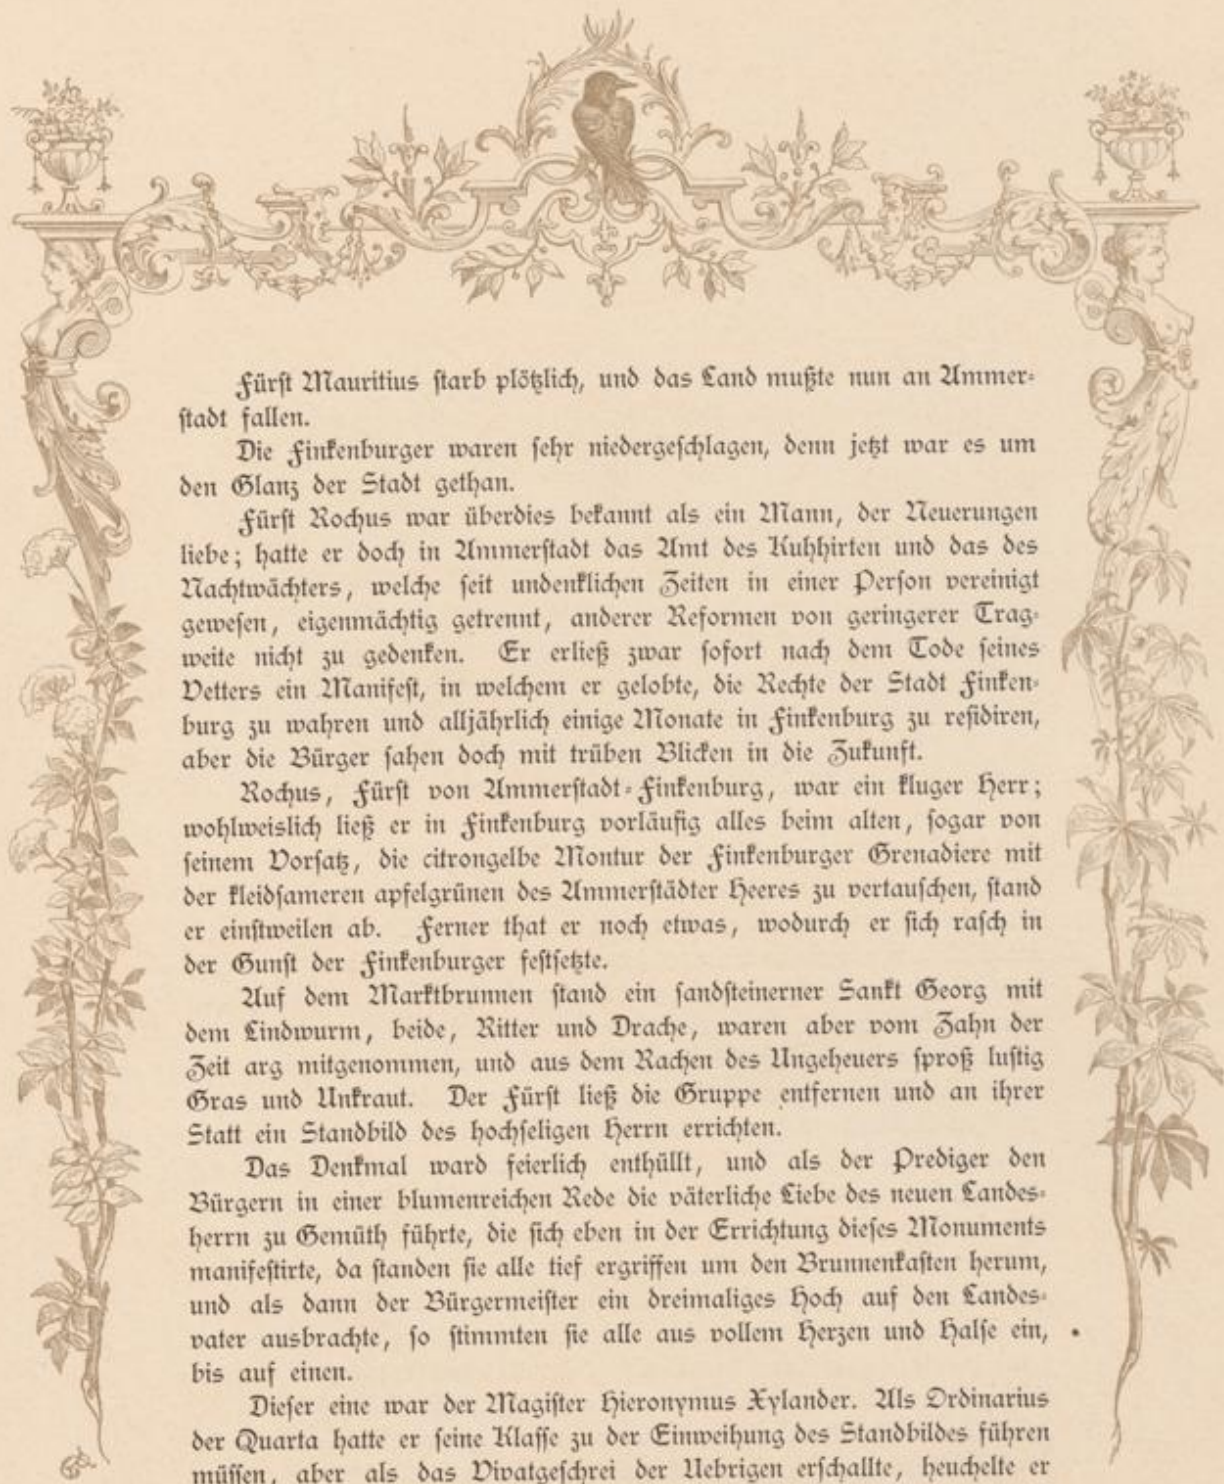 Fürst Mauritius starb plötzlich, und das Land mußte nun an Ammer-
stadt fallen.
Die Finkenburger waren sehr niedergeschlagen, denn jetzt war es um
den Glanz der Stadt gethan.
Fürst Rochus war überdies bekannt als ein Mann, der Neuerungen
liebe; hatte er doch in Ammerstadt das Amt des Kuhhirten und das des
Nachtwächters, welche seit undenklichen Zeiten in einer Person vereinigt
gewesen, eigenmächtig getrennt, anderer Reformen von geringerer Trag-
weite nicht zu gedenken. Er erließ zwar sofort nach dem Tode seines
Vetters ein Manifest, in welchem er gelobte, die Rechte der Stadt Finken-
burg zu wahren und alljährlich einige Monate in Finkenburg zu residiren,
aber die Bürger sahen doch mit trüben Blicken in die Zukunft.
Rochus, Fürst von Ammerstadt-Finkenburg, war ein kluger Herr;
wohlweislich ließ er in Finkenburg vorläufig alles beim alten, sogar von
seinem Vorsatz, die citrongelbe Montur der Finkenburger Grenadiere mit
der kleidsameren apfelgrünen des Ammerstädter Heeres zu vertauschen, stand
er einstweilen ab. Ferner that er noch etwas, wodurch er sich rasch in
der Gunst der Finkenburger festsetzte.
Auf dem Marktbrunnen stand ein sandsteinerner Sankt Georg mit
dem Lindwurm, beide, Ritter und Drache, waren aber vom Zahn der
Zeit arg mitgenommen, und aus dem Rachen des Ungeheuers sproß lustig
Gras und Unkraut. Der Fürst ließ die Gruppe entfernen und an ihrer
Statt ein Standbild des hochseligen Herrn errichten.
Das Denkmal ward feierlich enthüllt, und als der Prediger den
Bürgern in einer blumenreichen Rede die väterliche Liebe des neuen Landes-
herrn zu Gemüth führte, die sich eben in der Errichtung dieses Monuments
manifestirte, da standen sie alle tief ergriffen um den Brunnenkasten herum,
und als dann der Bürgermeister ein dreimaliges Hoch auf den Landes-
vater ausbrachte, so stimmten sie alle aus vollem Herzen und Halse ein,
bis auf einen.
Dieser eine war der Magister Hieronymus Xylander. Als Ordinarius
der Quarta hatte er seine Klasse zu der Einweihung des Standbildes führen
müssen, aber als das Vivatgeschrei der Uebrigen erschallte, heuchelte er